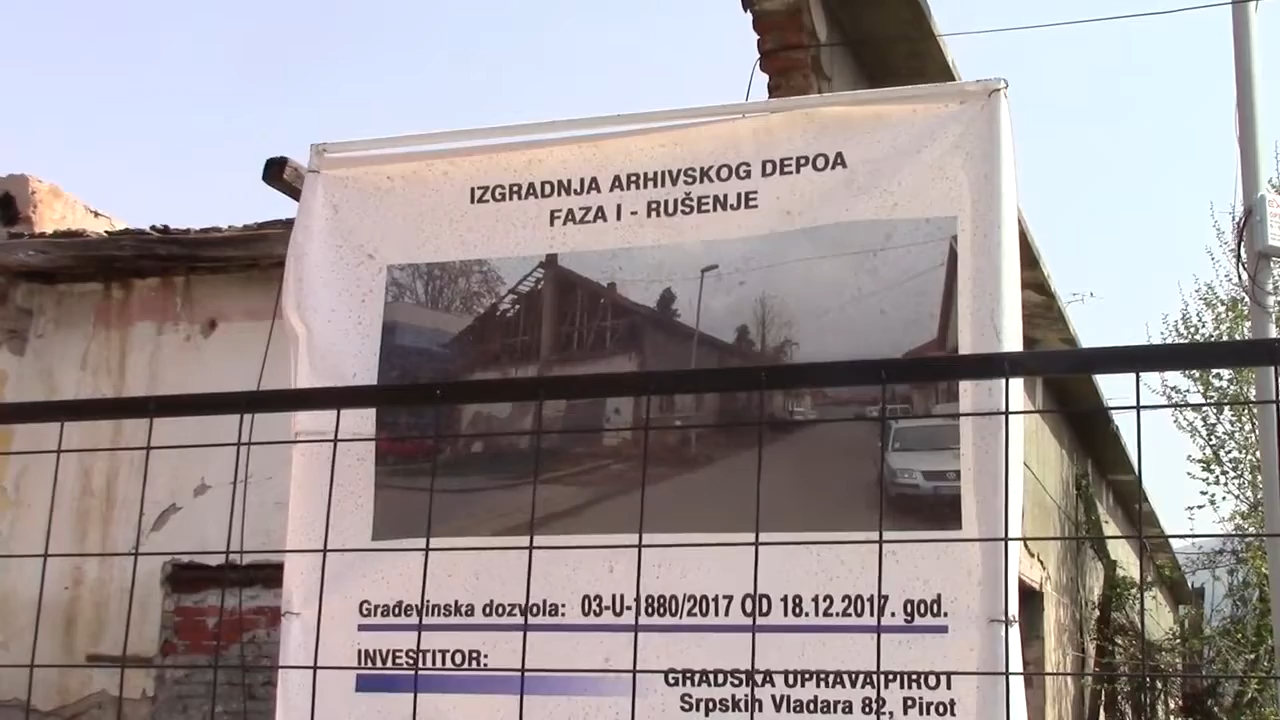 IZGRADNJA ARHIVSKOG DEPOA
FAZA I - RUŠENJE
Građevinska dozvola: 03-U-1880/2017 OD 18.12.2017. god.
INVESTITOR:
GRADSKA UPRAVA PIROT
Srpskih Vladara 82, Pirot